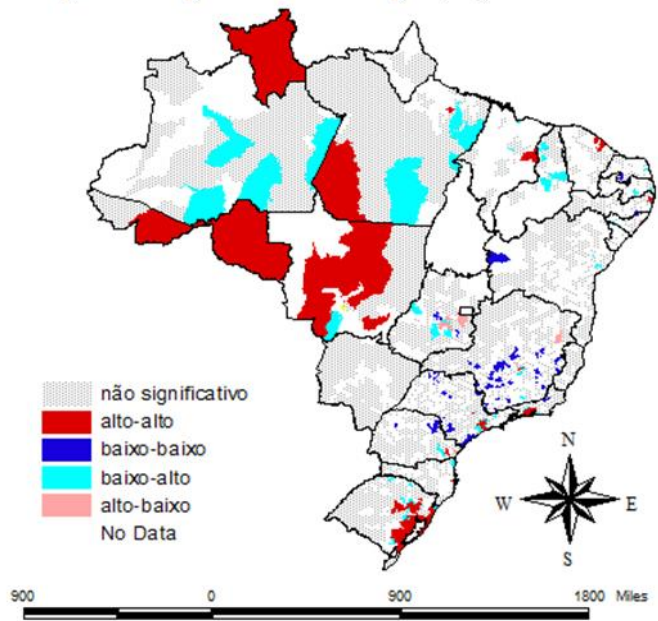 não significativo
alto-alto
baixo-baixo
baixo-alto
alto-baixo
No Data
N
W E
S
900 0 900 1800 Miles